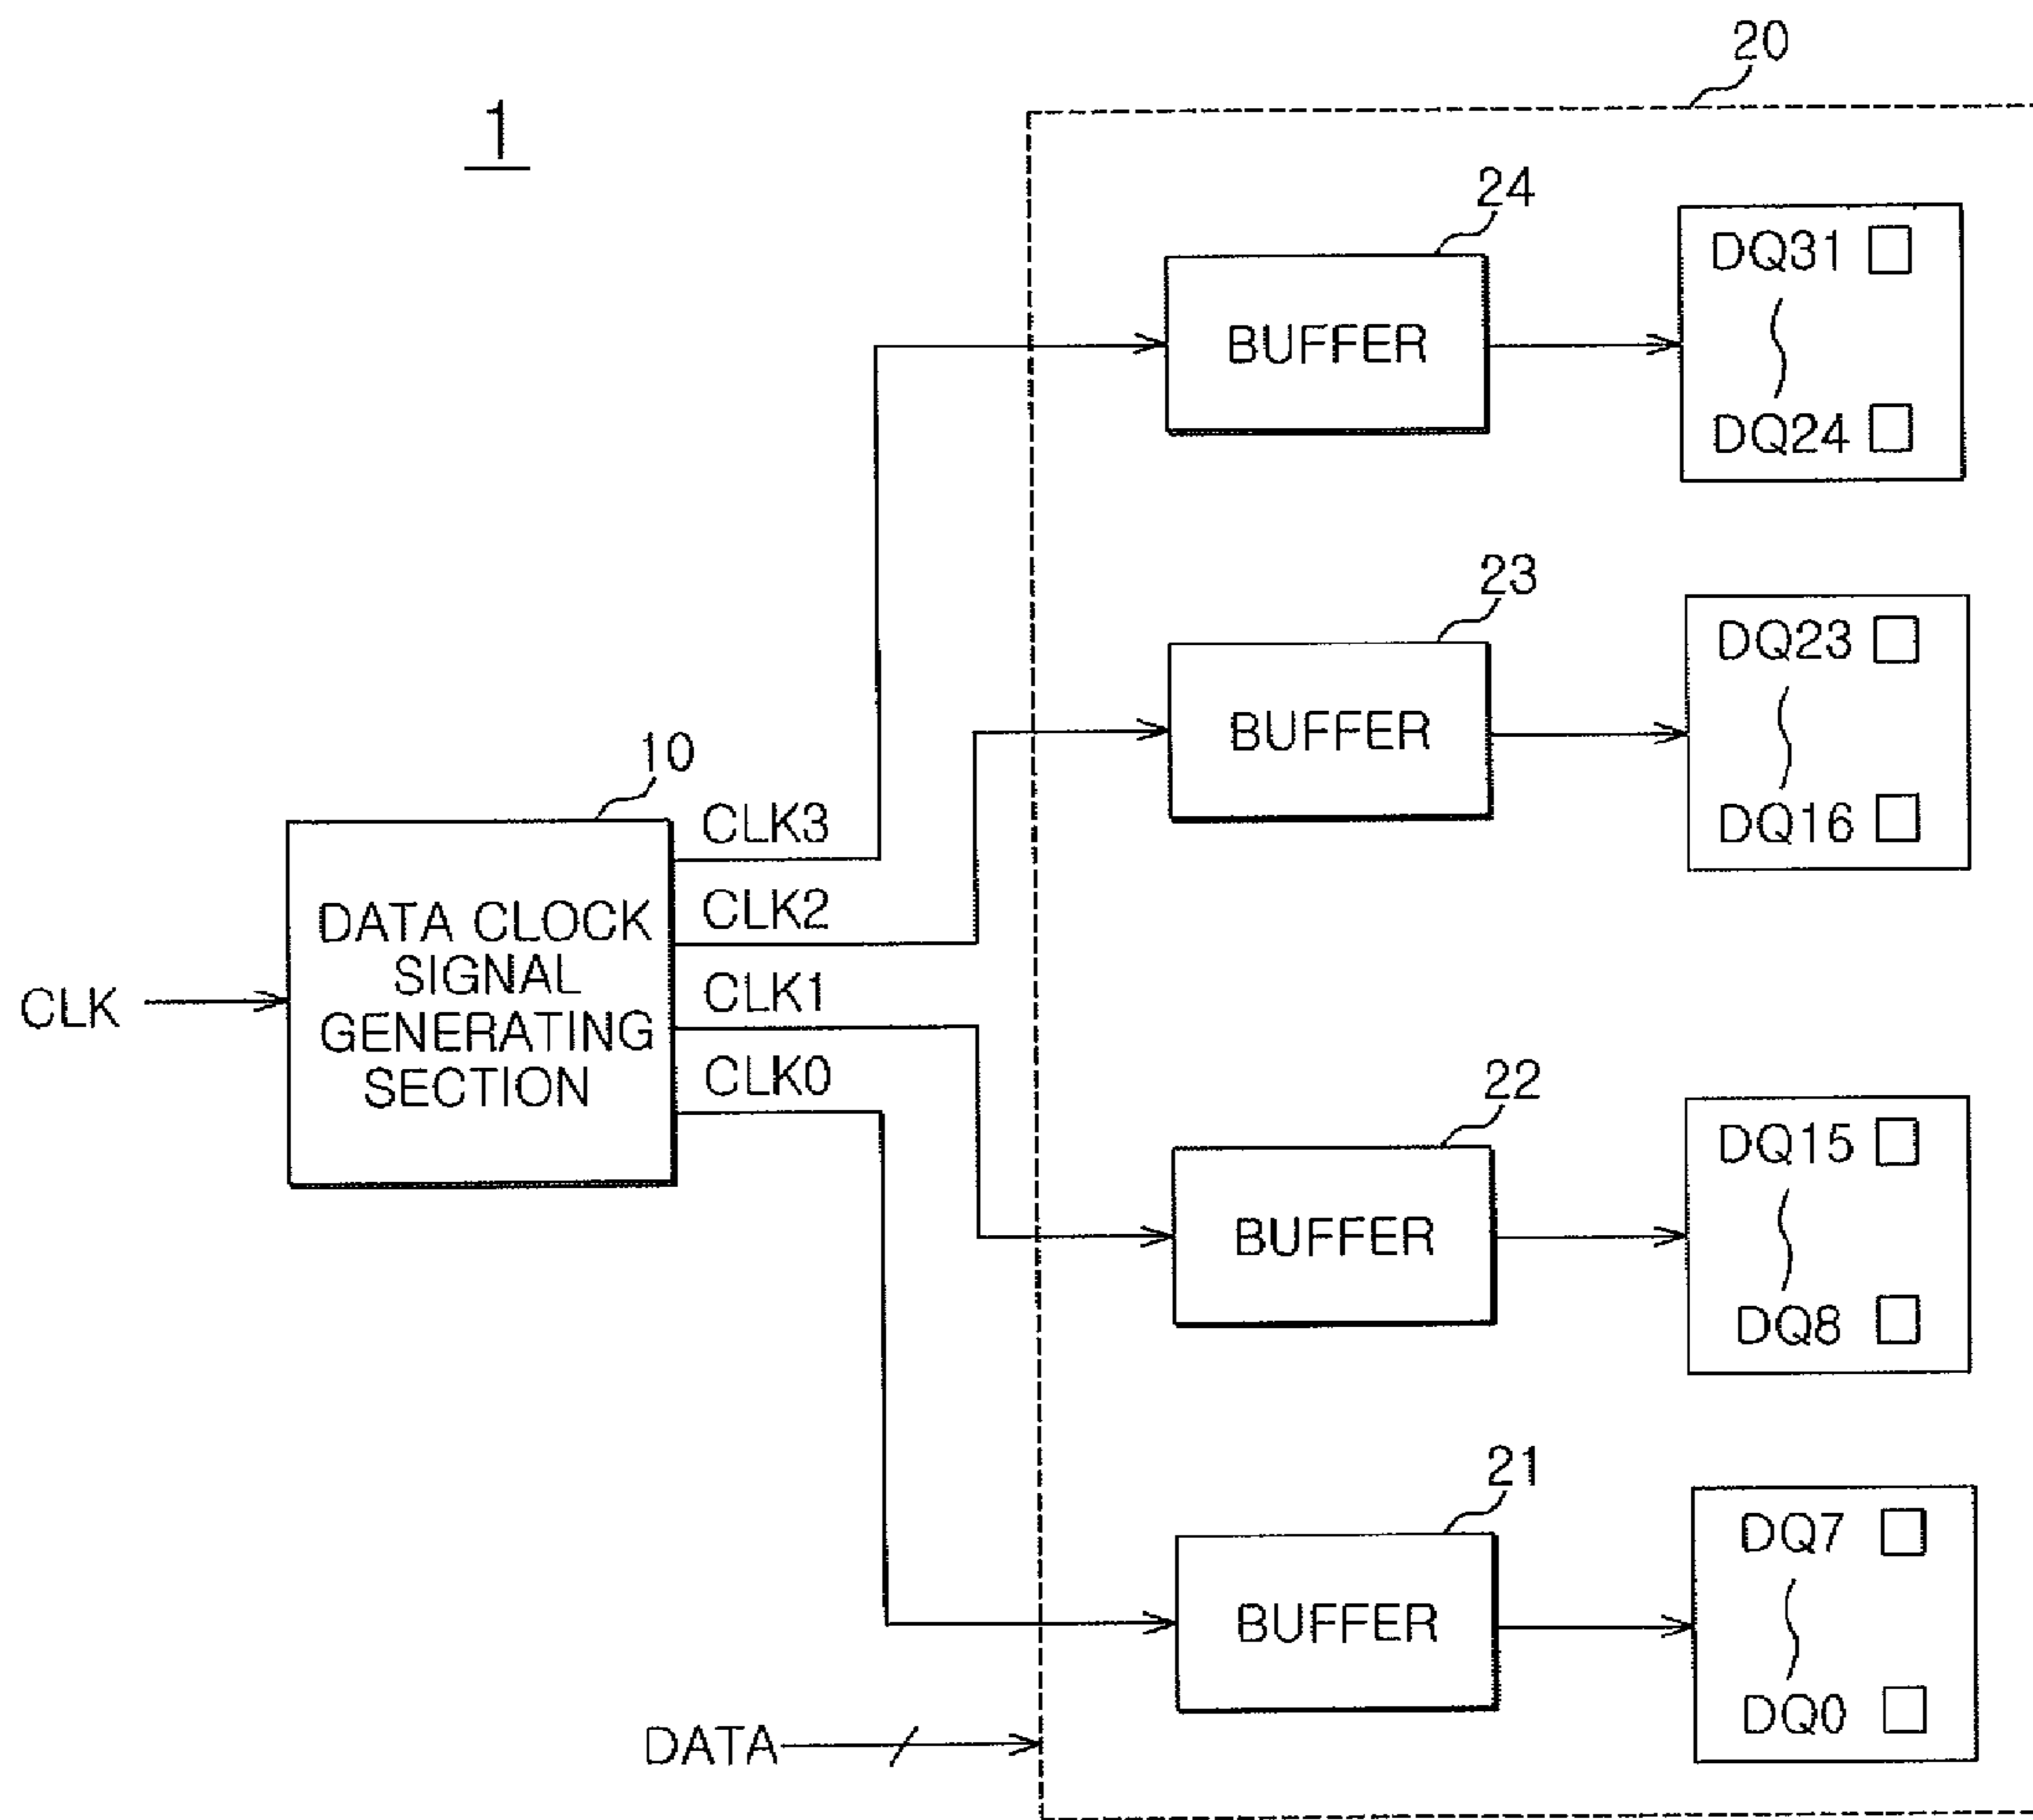 20
1
24
DQ31
BUFFER
DQ24
23
DQ23
BUFFER
DQ16
10
CLK3
CLK2
CLK1
CLK0
DATA CLOCK
SIGNAL
GENERATING
SECTION
CLK
22
DQ15
BUFFER
DQ8
21
DQ7
BUFFER
DQ0
DATA